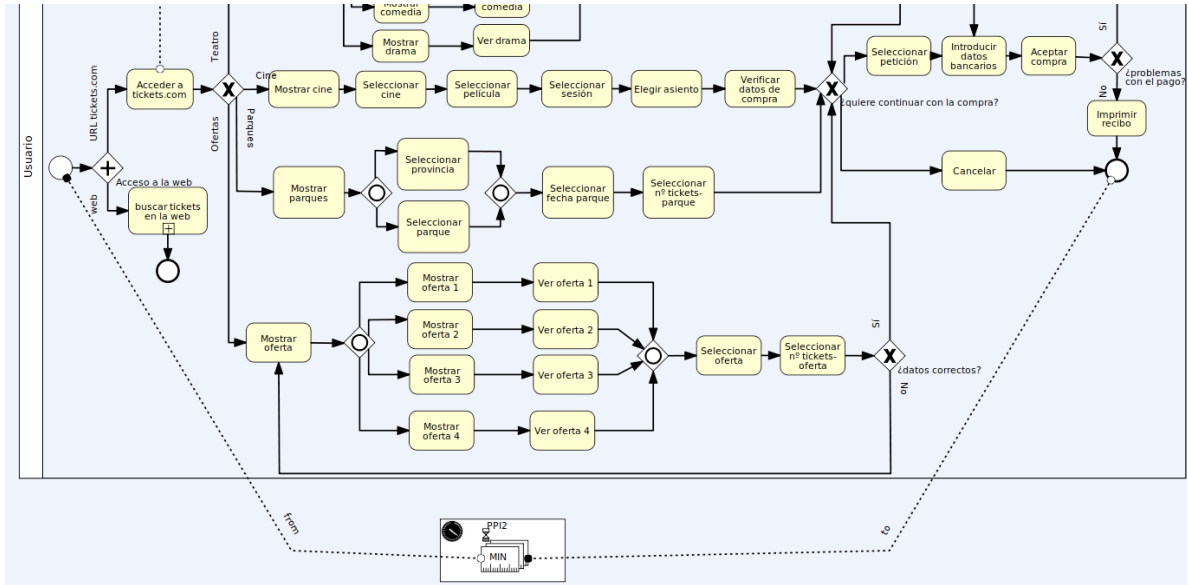 Mostrar
comedia
comedia
Mostrar
drama
Ver drama
Sí
Teatro
Seleccionar
petición
Introducir
datos
bancarios
Aceptar
compra
¿problemas
con el pago?
No
URL tickets.com
Acceder a
tickets.com
Cine
Mostrar cine
Seleccionar
cine
Seleccionar
película
Selección
sesión
Elegir asiento
Verificar
datos de
compra
¿quiere continuar con la compra?
Imprimir
recibo
Ofertas
Parques
Usuario
Seleccionar
provincia
Cancelar
Acceso a la web
web
buscar tickets
en la web
Mostrar
parques
Seleccionar
parque
Seleccionar
fecha parque
Seleccionar
nº tickets-
parque
Mostrar
oferta 1
Ver oferta 1
Mostrar
oferta 2
Ver oferta 2
Mostrar
oferta
Mostrar
oferta 3
Ver oferta 3
Seleccionar
oferta
Seleccionar
nº tickets-
oferta
Sí
¿datos correctos?
No
Mostrar
oferta 4
Ver oferta 4
from
PPI2
MIN
to